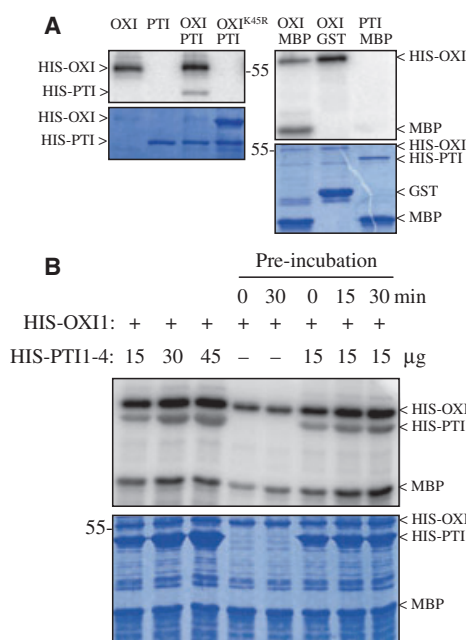 A
OXI PTI OXI PTI OXI^K45R PTI
OXI MBP OXI GST PTI MBP
HIS-OXI >
HIS-PTI >
-55
< HIS-OXI
< MBP
HIS-OXI >
HIS-PTI >
55-
< HIS-OXI
< HIS-PTI
< GST
< MBP
B
Pre-incubation
0 30 0 15 30 min
HIS-OXI1: + + + + + + + +
HIS-PTI1-4: 15 30 45 – – 15 15 15 µg
< HIS-OXI
< HIS-PTI
< MBP
55-
< HIS-OXI
< HIS-PTI
< MBP